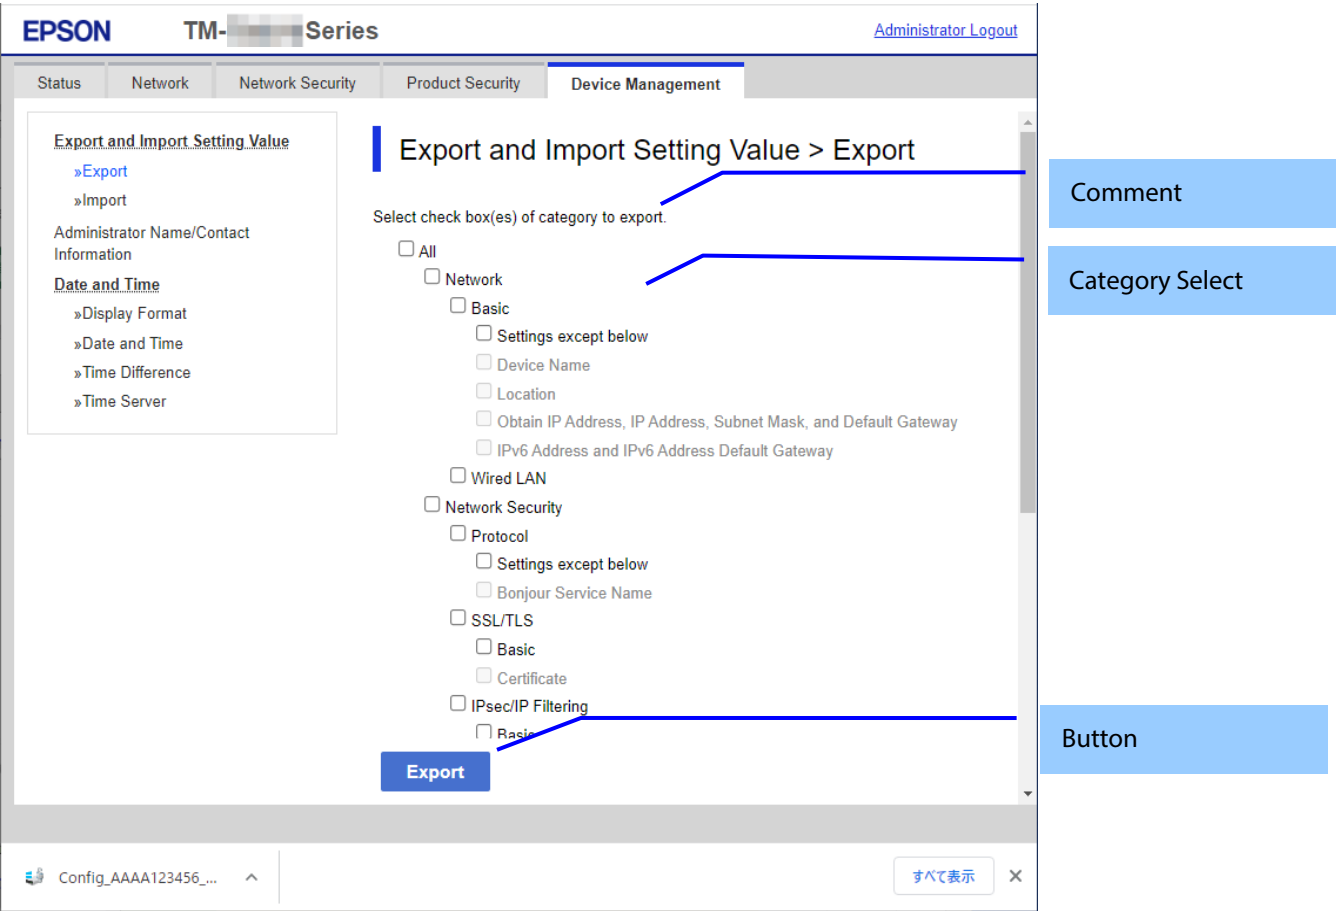 EPSON TM- Series Administrator Logout
Status Network Network Security Product Security Device Management
Export and Import Setting Value
»Export
»Import
Administrator Name/Contact
Information
Date and Time
»Display Format
»Date and Time
»Time Difference
»Time Server
Export and Import Setting Value > Export
Select check box(es) of category to export.
All
Network
Basic
Settings except below
Device Name
Location
Obtain IP Address, IP Address, Subnet Mask, and Default Gateway
IPv6 Address and IPv6 Address Default Gateway
Wired LAN
Network Security
Protocol
Settings except below
Bonjour Service Name
SSL/TLS
Basic
Certificate
IPsec/IP Filtering
Basic
Export
Comment
Category Select
Button
Config_AAAA123456_...
すべて表示